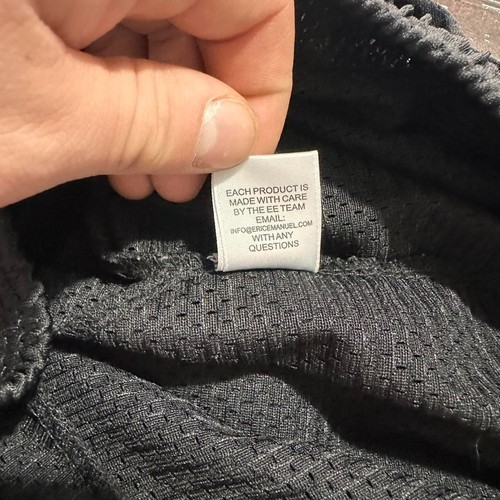 EACH PRODUCT IS
MADE WITH CARE
BY THE EE TEAM
EMAIL:
INFO@ERICEMANUEL.COM
WITH ANY
QUESTIONS